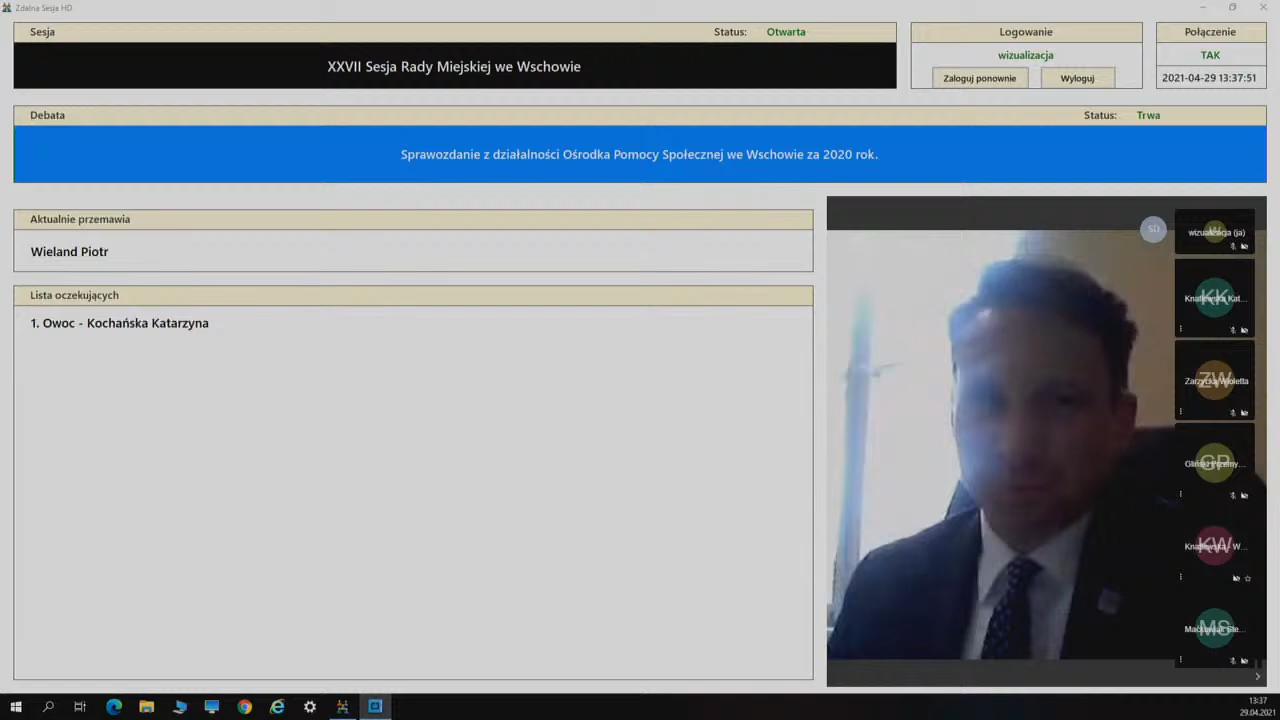 Zdalna Sesja HD
Sesja
Status: Otwarta
XXVII Sesja Rady Miejskiej we Wschowie
Logowanie
wizualizacja
Zaloguj ponownie
Wyloguj
Połączenie
TAK
2021-04-29 13:37:51
Debata
Status: Trwa
Sprawozdanie z działalności Ośrodka Pomocy Społecznej we Wschowie za 2020 rok.
Aktualnie przemawia
Wieland Piotr
Lista oczekujących
1. Owoc - Kochańska Katarzyna
SD
wizualizacja (ja)
KK
ZW
Zarzycka Wioletta
GP
KW
MS
13:37
29.04.2021